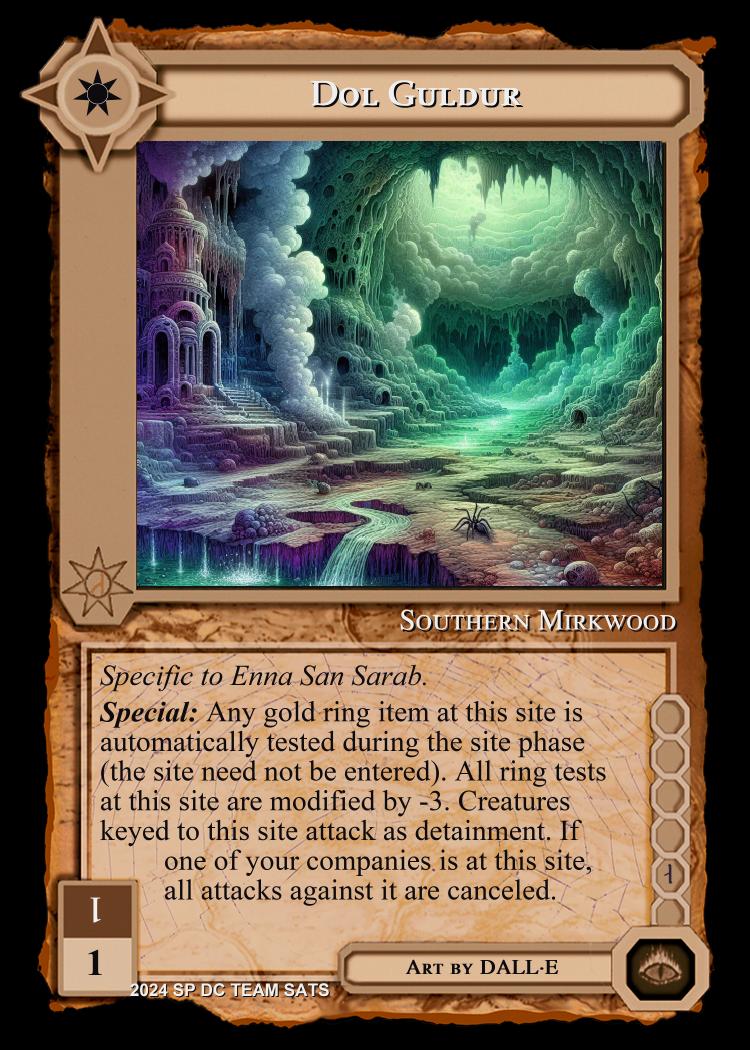 Dol Guldur
Southern Mirkwood
Specific to Enna San Sarab.
Special: Any gold ring item at this site is
automatically tested during the site phase
(the site need not be entered). All ring tests
at this site are modified by -3. Creatures
keyed to this site attack as detainment. If
one of your companies is at this site,
all attacks against it are canceled.
1
Art by DALL·E
2024 SP DC TEAM SATS